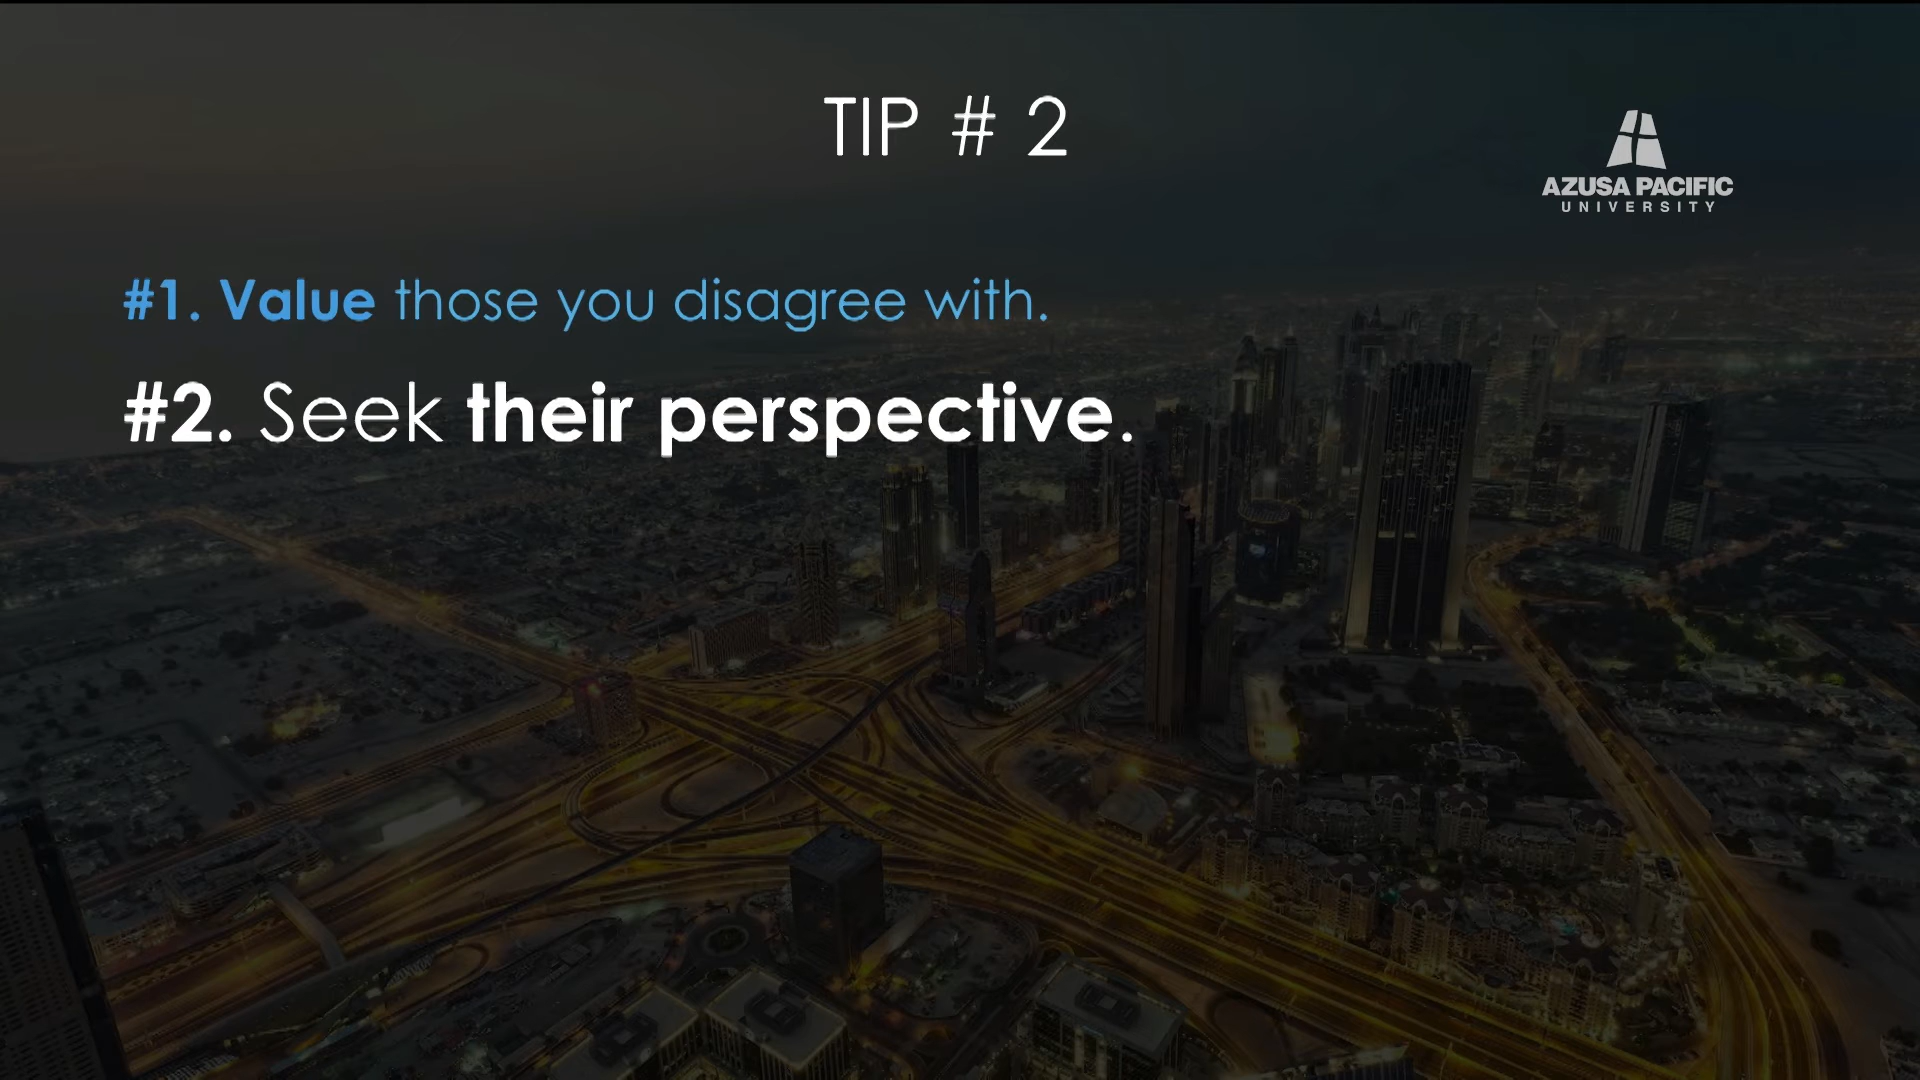 TIP # 2
AZUSA PACIFIC
UNIVERSITY
#1. Value those you disagree with.
#2. Seek their perspective.